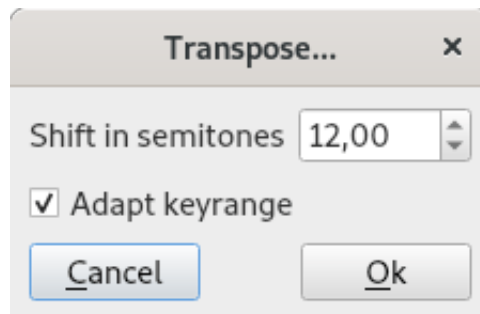 Transpose...
Shift in semitones 12,00
Adapt keyrange
Cancel Ok